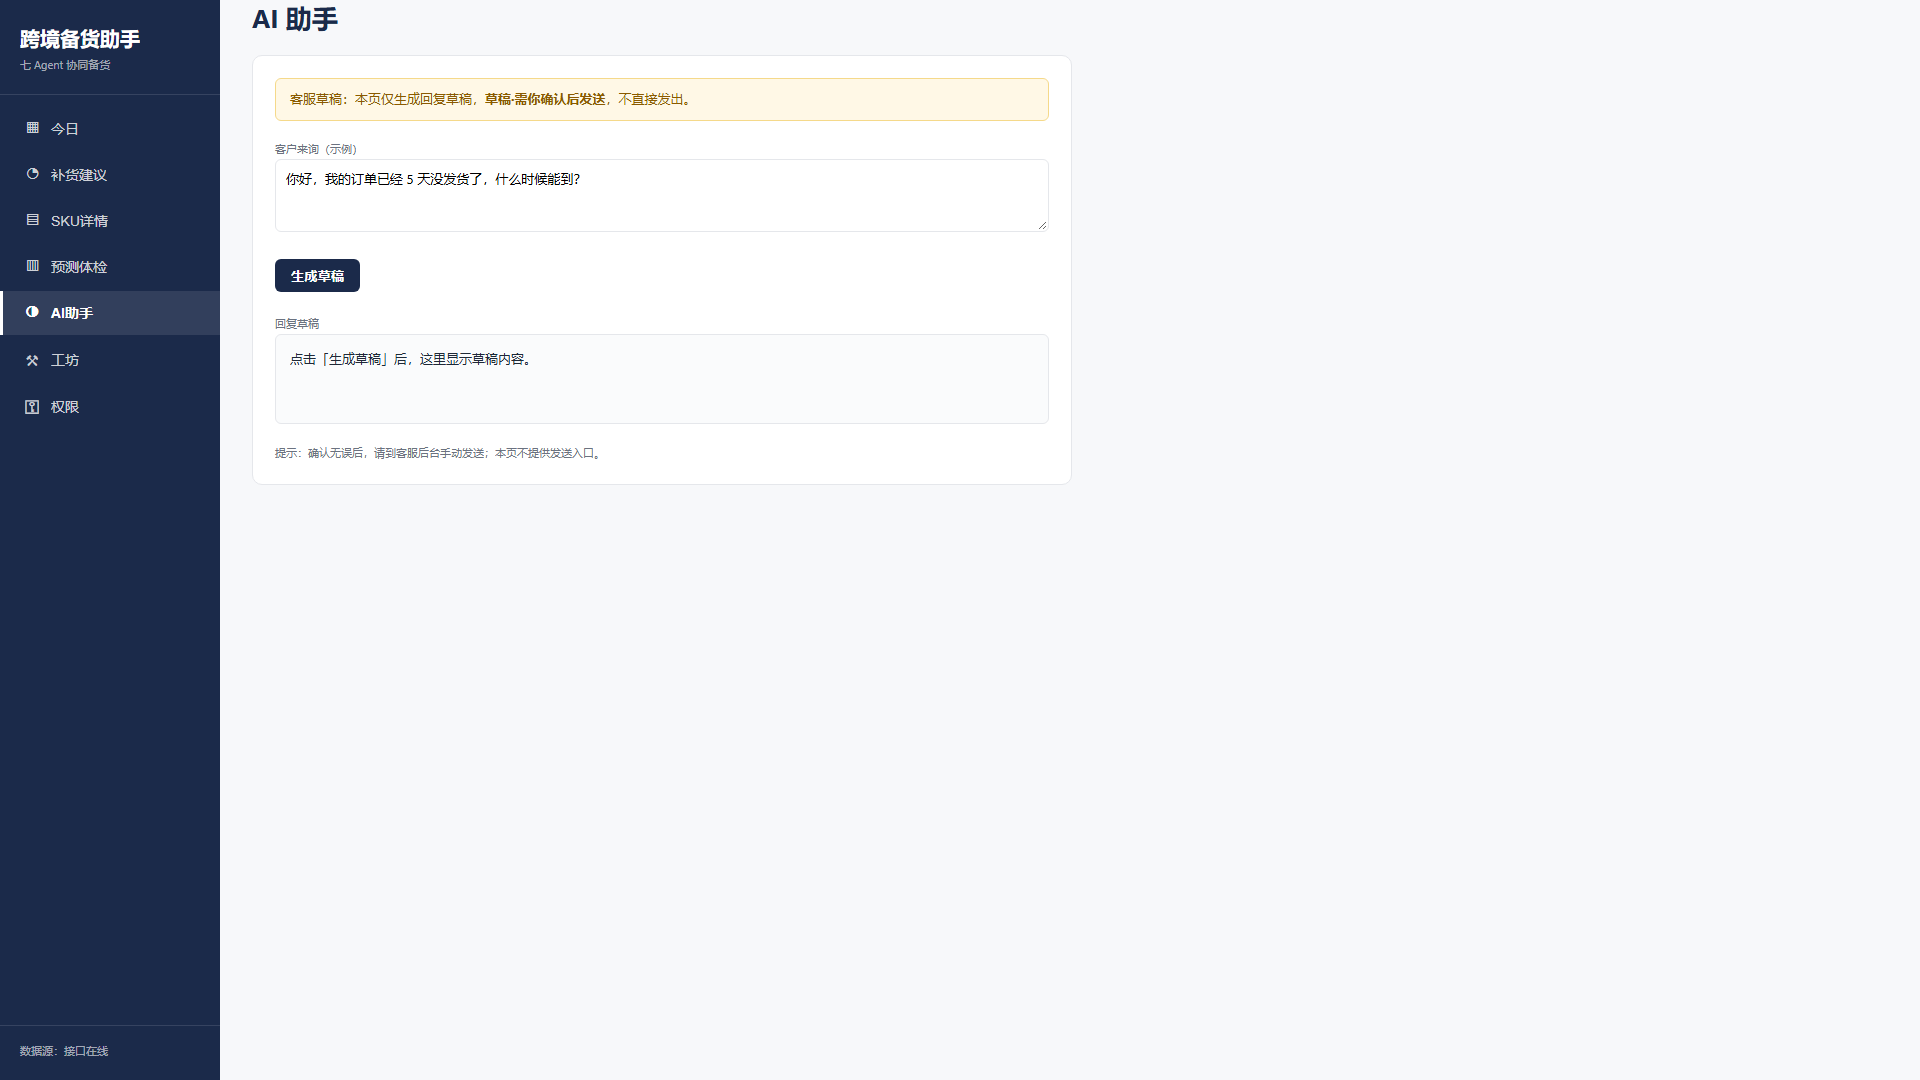 跨境备货助手
七 Agent 协同备货
今日
补货建议
SKU详情
预测体检
AI助手
工坊
权限
数据源：接口在线
AI 助手
客服草稿：本页仅生成回复草稿，草稿·需你确认后发送，不直接发出。
客户来询（示例）
你好，我的订单已经 5 天没发货了，什么时候能到？
生成草稿
回复草稿
点击「生成草稿」后，这里显示草稿内容。
提示：确认无误后，请到客服后台手动发送；本页不提供发送入口。